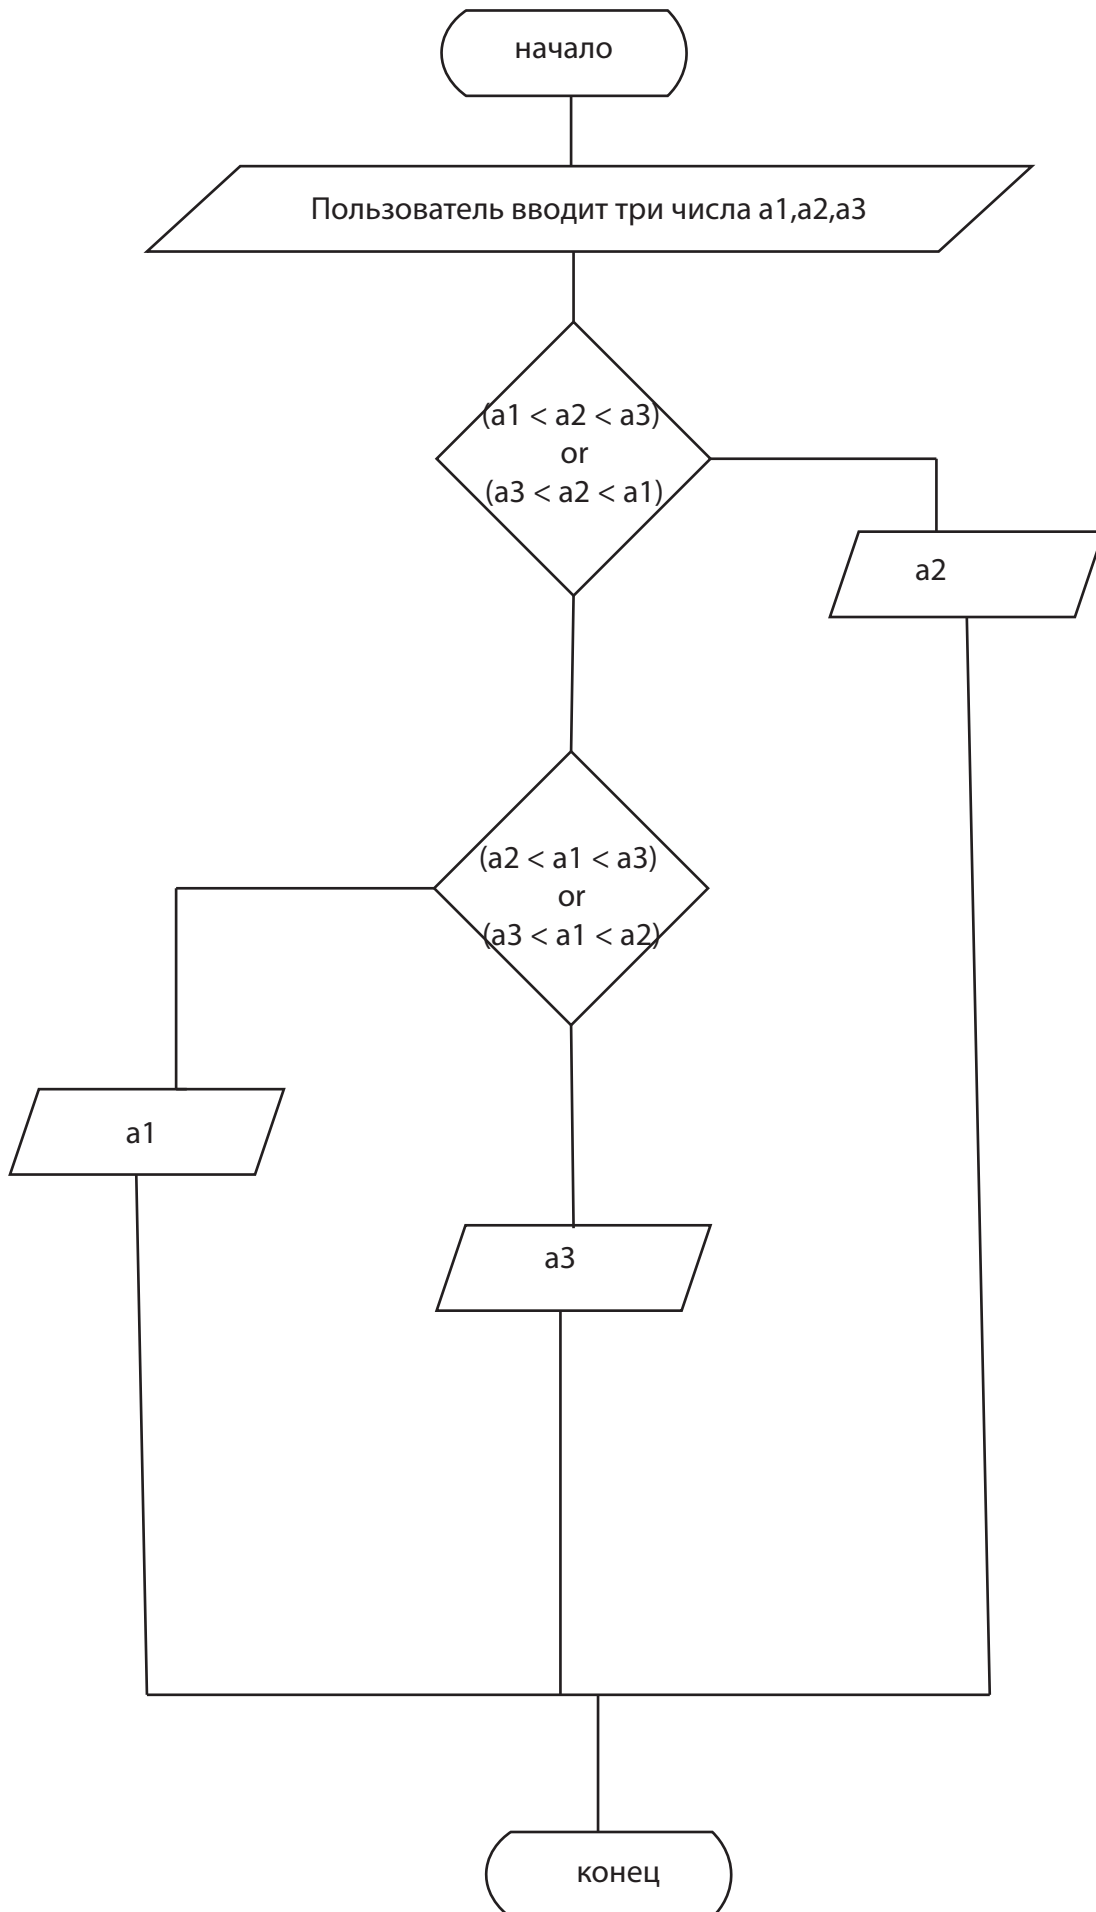 начало
Пользователь вводит три числа a1,a2,a3
(a1 < a2 < a3)
or
(a3 < a2 < a1)
a2
(a2 < a1 < a3)
or
(a3 < a1 < a2)
a1
a3
конец